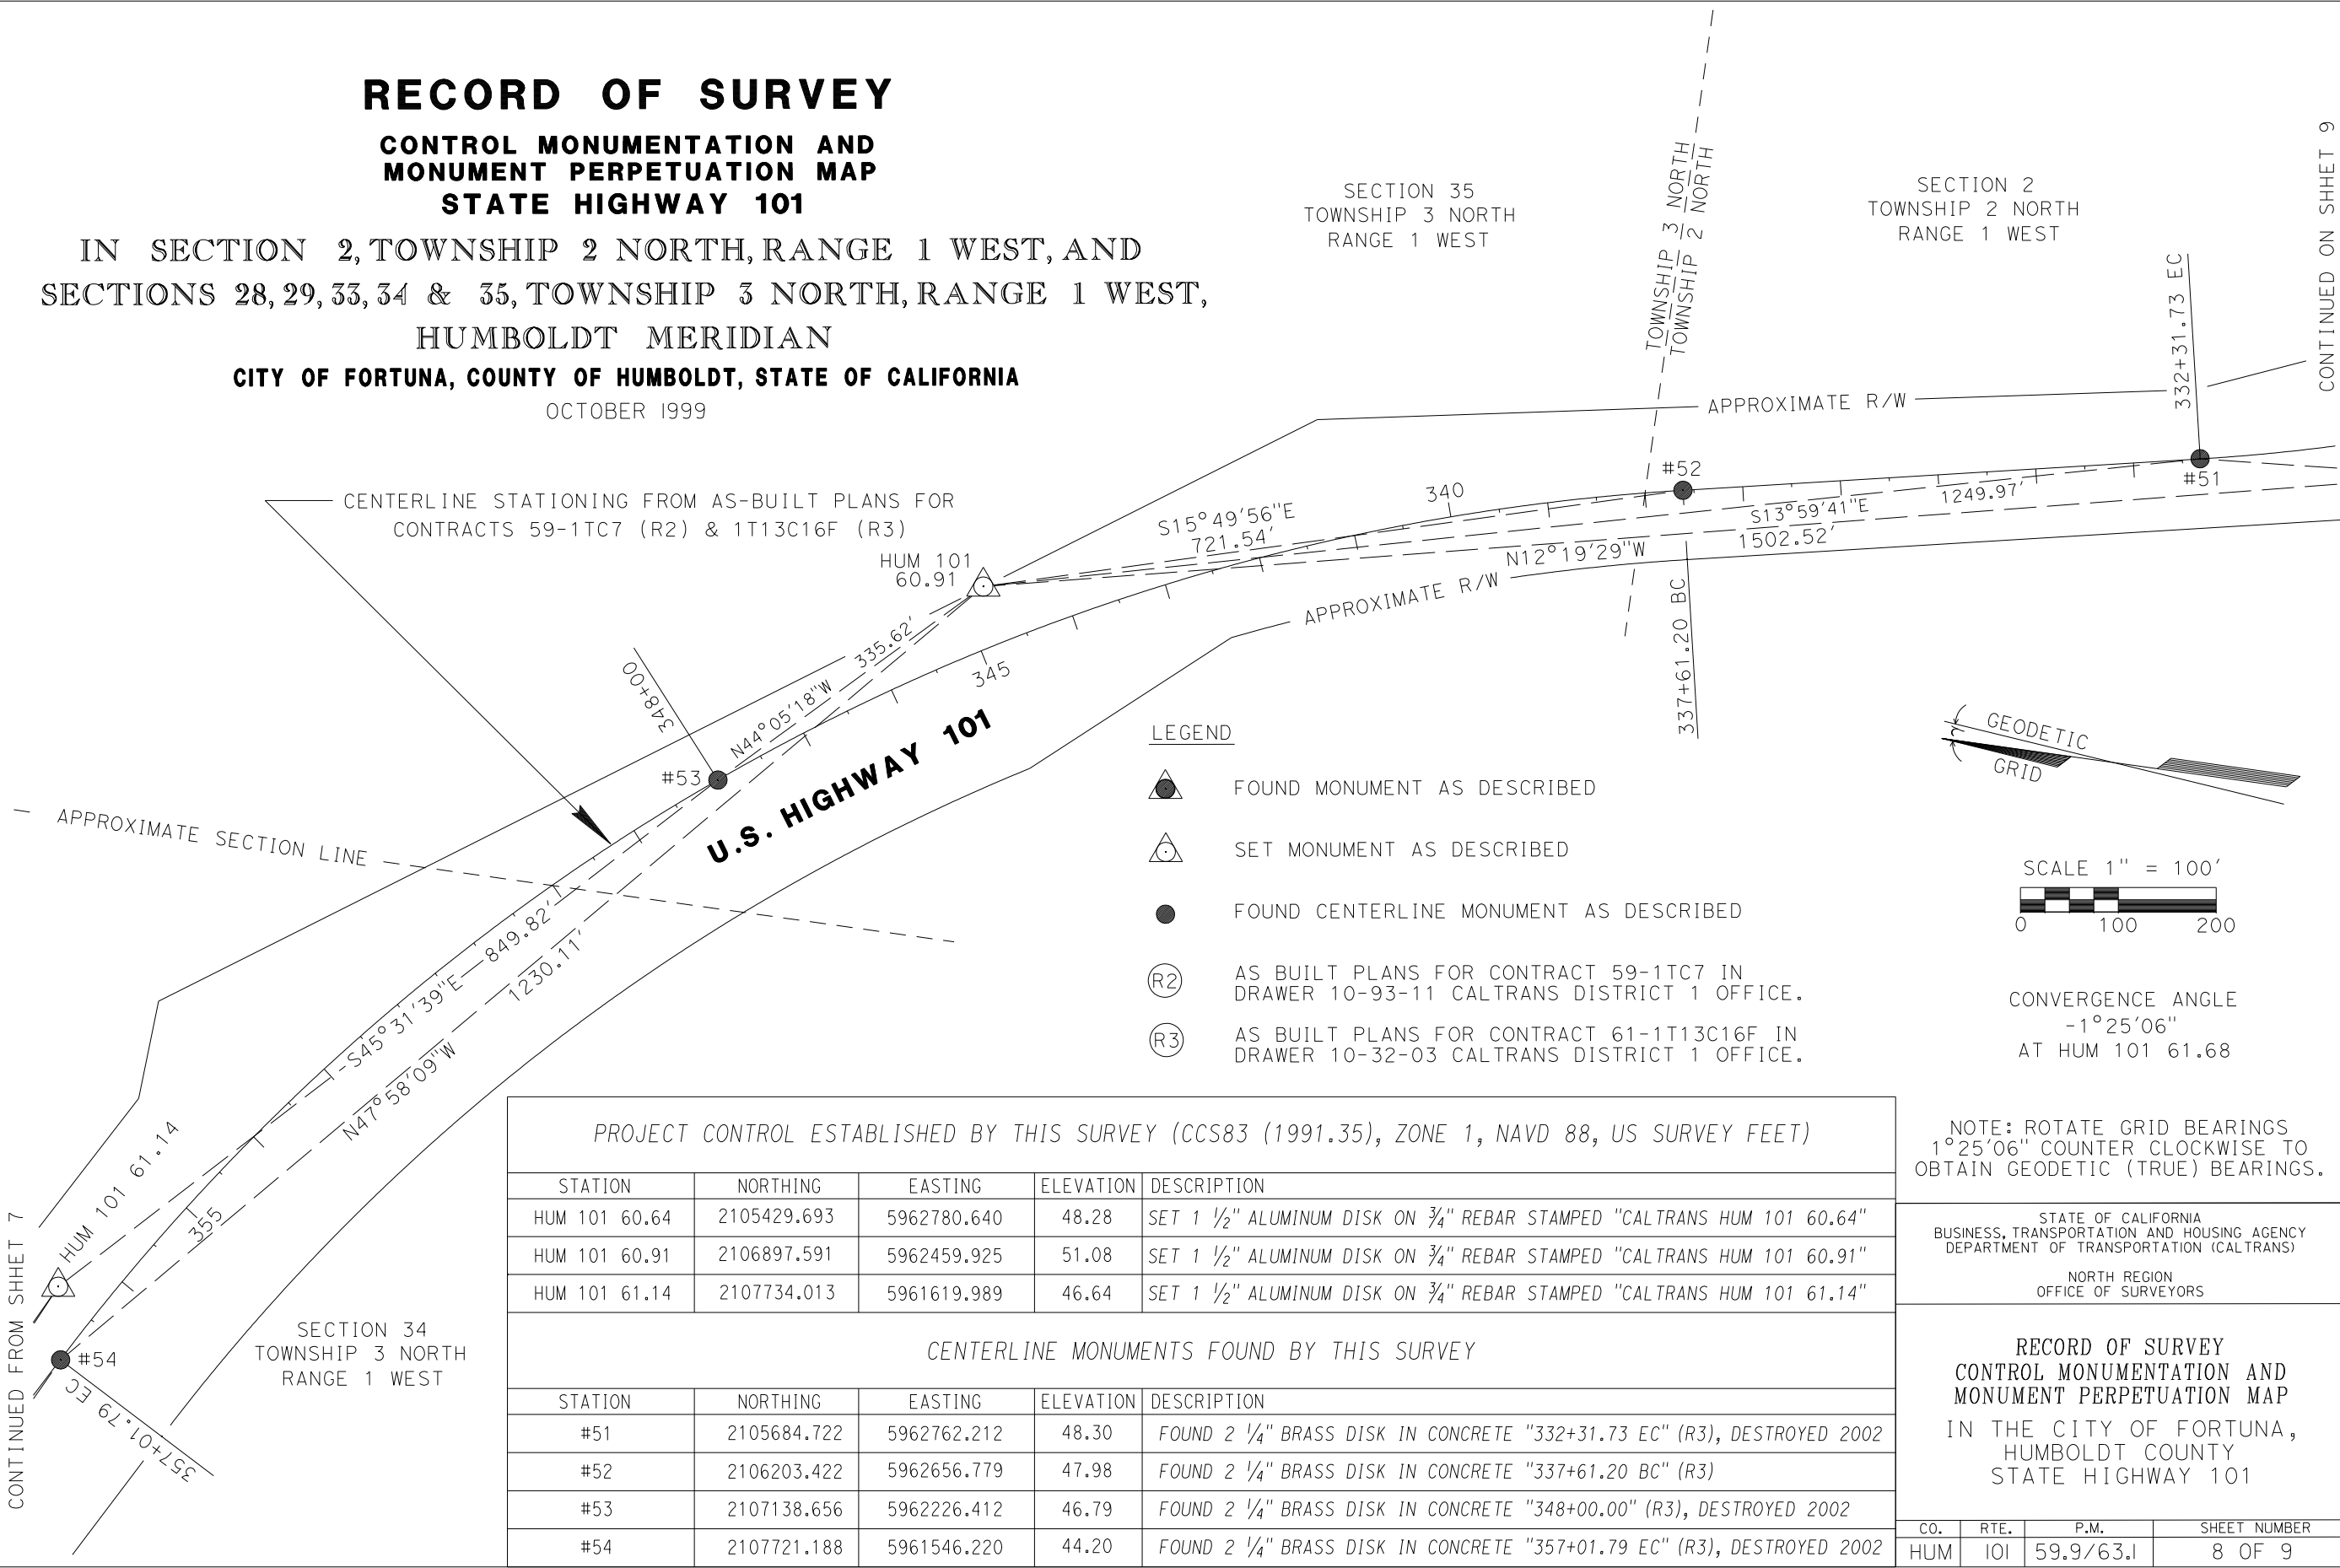 RECORD OF SURVEY
CONTROL MONUMENTATION AND
MONUMENT PERPETUATION MAP
STATE HIGHWAY 101
IN SECTION 2, TOWNSHIP 2 NORTH, RANGE 1 WEST, AND
SECTIONS 28, 29, 33, 34 & 35, TOWNSHIP 3 NORTH, RANGE 1 WEST,
HUMBOLDT MERIDIAN
CITY OF FORTUNA, COUNTY OF HUMBOLDT, STATE OF CALIFORNIA
OCTOBER 1999
SECTION 35
TOWNSHIP 3 NORTH
RANGE 1 WEST
TOWNSHIP 3 NORTH
TOWNSHIP 2 NORTH
SECTION 2
TOWNSHIP 2 NORTH
RANGE 1 WEST
CONTINUED ON SHHET 9
332+31.73 EC
APPROXIMATE R/W
CENTERLINE STATIONING FROM AS-BUILT PLANS FOR
CONTRACTS 59-1TC7 (R2) & 1T13C16F (R3)
HUM 101
60.91
S15°49'56"E
721.54'
340
#52
S13°59'41"E
1249.97'
#51
N12°19'29"W
1502.52'
APPROXIMATE R/W
337+61.20 BC
348+00
335.62'
N44°05'18"W
345
#53
U.S. HIGHWAY 101
APPROXIMATE SECTION LINE
S45°31'39"E
849.82'
N47°58'09"W
1230.11'
HUM 101 61.14
355
#54
357+01.79 EC
CONTINUED FROM SHHET 7
SECTION 34
TOWNSHIP 3 NORTH
RANGE 1 WEST
LEGEND
FOUND MONUMENT AS DESCRIBED
SET MONUMENT AS DESCRIBED
FOUND CENTERLINE MONUMENT AS DESCRIBED
R2 AS BUILT PLANS FOR CONTRACT 59-1TC7 IN
DRAWER 10-93-11 CALTRANS DISTRICT 1 OFFICE.
R3 AS BUILT PLANS FOR CONTRACT 61-1T13C16F IN
DRAWER 10-32-03 CALTRANS DISTRICT 1 OFFICE.
GEODETIC
GRID
SCALE 1" = 100'
0 100 200
CONVERGENCE ANGLE
-1°25'06"
AT HUM 101 61.68
NOTE: ROTATE GRID BEARINGS
1°25'06" COUNTER CLOCKWISE TO
OBTAIN GEODETIC (TRUE) BEARINGS.
PROJECT CONTROL ESTABLISHED BY THIS SURVEY (CCS83 (1991.35), ZONE 1, NAVD 88, US SURVEY FEET)
STATION NORTHING EASTING ELEVATION DESCRIPTION
HUM 101 60.64 2105429.693 5962780.640 48.28 SET 1 1/2" ALUMINUM DISK ON 3/4" REBAR STAMPED "CALTRANS HUM 101 60.64"
HUM 101 60.91 2106897.591 5962459.925 51.08 SET 1 1/2" ALUMINUM DISK ON 3/4" REBAR STAMPED "CALTRANS HUM 101 60.91"
HUM 101 61.14 2107734.013 5961619.989 46.64 SET 1 1/2" ALUMINUM DISK ON 3/4" REBAR STAMPED "CALTRANS HUM 101 61.14"
CENTERLINE MONUMENTS FOUND BY THIS SURVEY
STATION NORTHING EASTING ELEVATION DESCRIPTION
#51 2105684.722 5962762.212 48.30 FOUND 2 1/4" BRASS DISK IN CONCRETE "332+31.73 EC" (R3), DESTROYED 2002
#52 2106203.422 5962656.779 47.98 FOUND 2 1/4" BRASS DISK IN CONCRETE "337+61.20 BC" (R3)
#53 2107138.656 5962226.412 46.79 FOUND 2 1/4" BRASS DISK IN CONCRETE "348+00.00" (R3), DESTROYED 2002
#54 2107721.188 5961546.220 44.20 FOUND 2 1/4" BRASS DISK IN CONCRETE "357+01.79 EC" (R3), DESTROYED 2002
STATE OF CALIFORNIA
BUSINESS, TRANSPORTATION AND HOUSING AGENCY
DEPARTMENT OF TRANSPORTATION (CALTRANS)
NORTH REGION
OFFICE OF SURVEYORS
RECORD OF SURVEY
CONTROL MONUMENTATION AND
MONUMENT PERPETUATION MAP
IN THE CITY OF FORTUNA,
HUMBOLDT COUNTY
STATE HIGHWAY 101
CO. RTE. P.M. SHEET NUMBER
HUM 101 59.9/63.1 8 OF 9